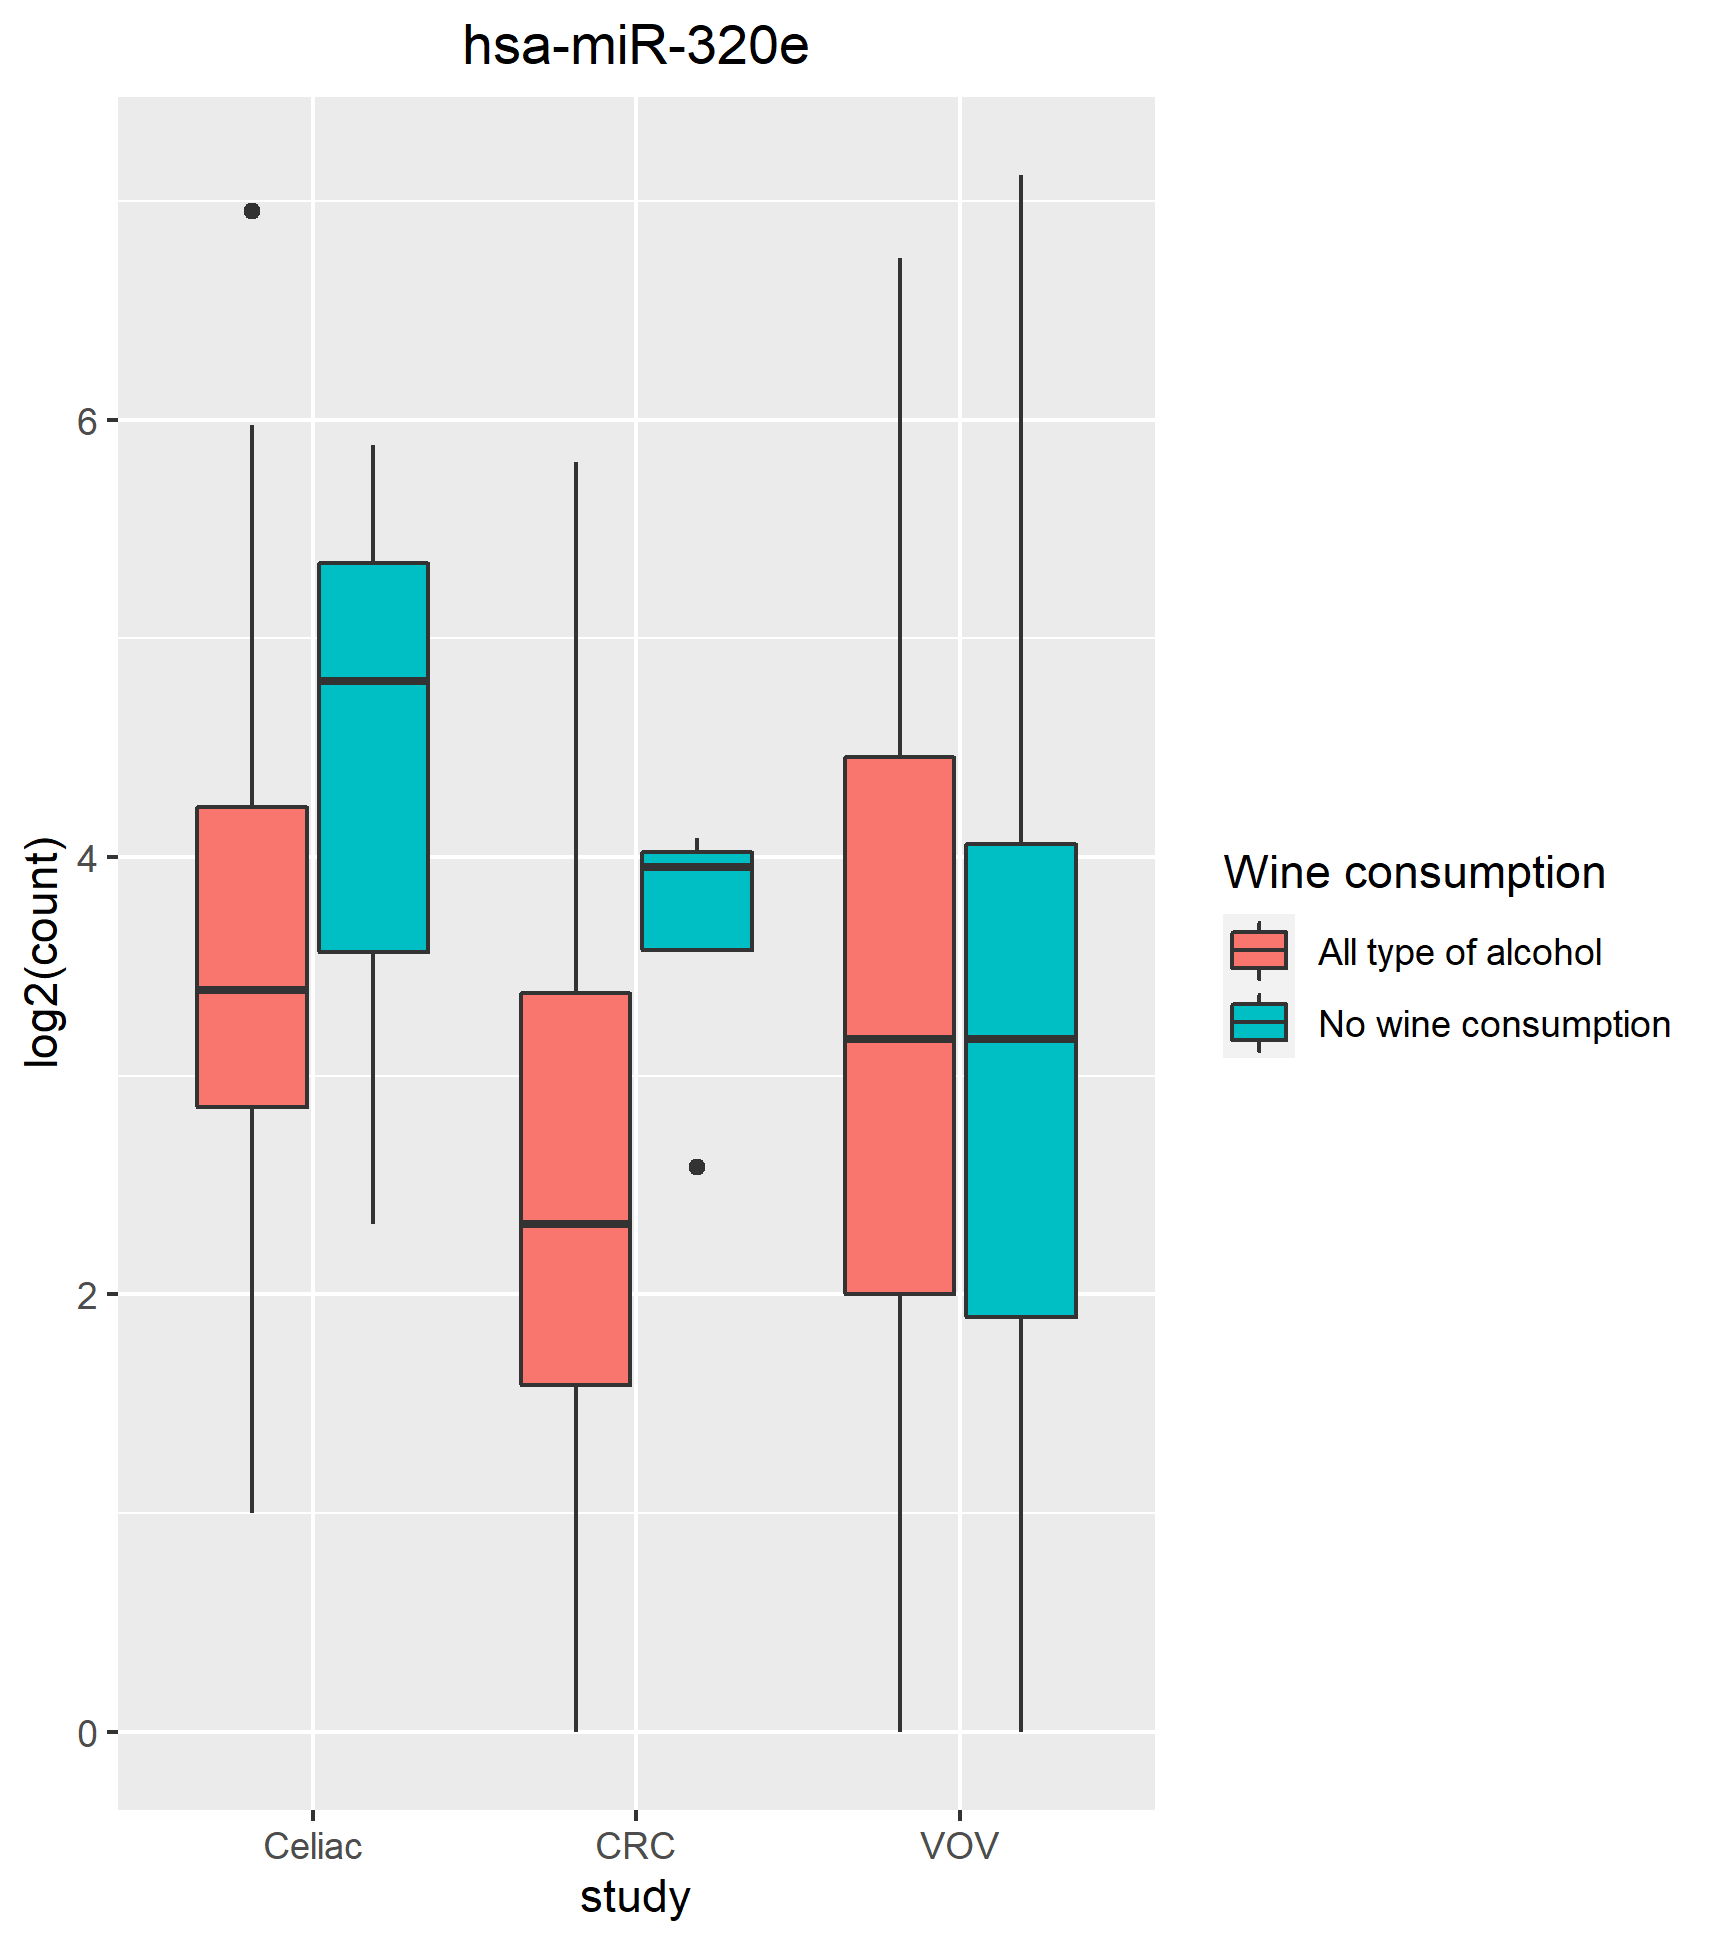 hsa-miR-320e
log2(count)
6
4
2
0
Celiac
CRC
VOV
study
Wine consumption
All type of alcohol
No wine consumption